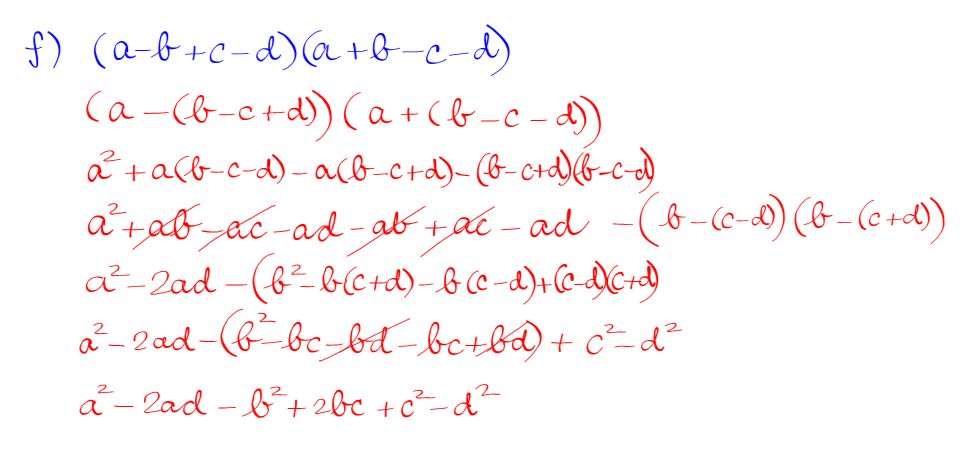 f) (a-b+c-d)(a+b-c-d)
(a-(b-c+d))(a+(b-c-d))
a²+a(b-c-d)-a(b-c+d)-(b-c+d)(b-c-d)
a²+ab-ac-ad-ab+ac-ad -(b-(c-d))(b-(c+d))
a²-2ad-(b²-b(c+d)-b(c-d)+(c-d)(c+d)
a²-2ad-(b²-bc-bd-bc+bd)+c²-d²
a²-2ad-b²+2bc+c²-d²